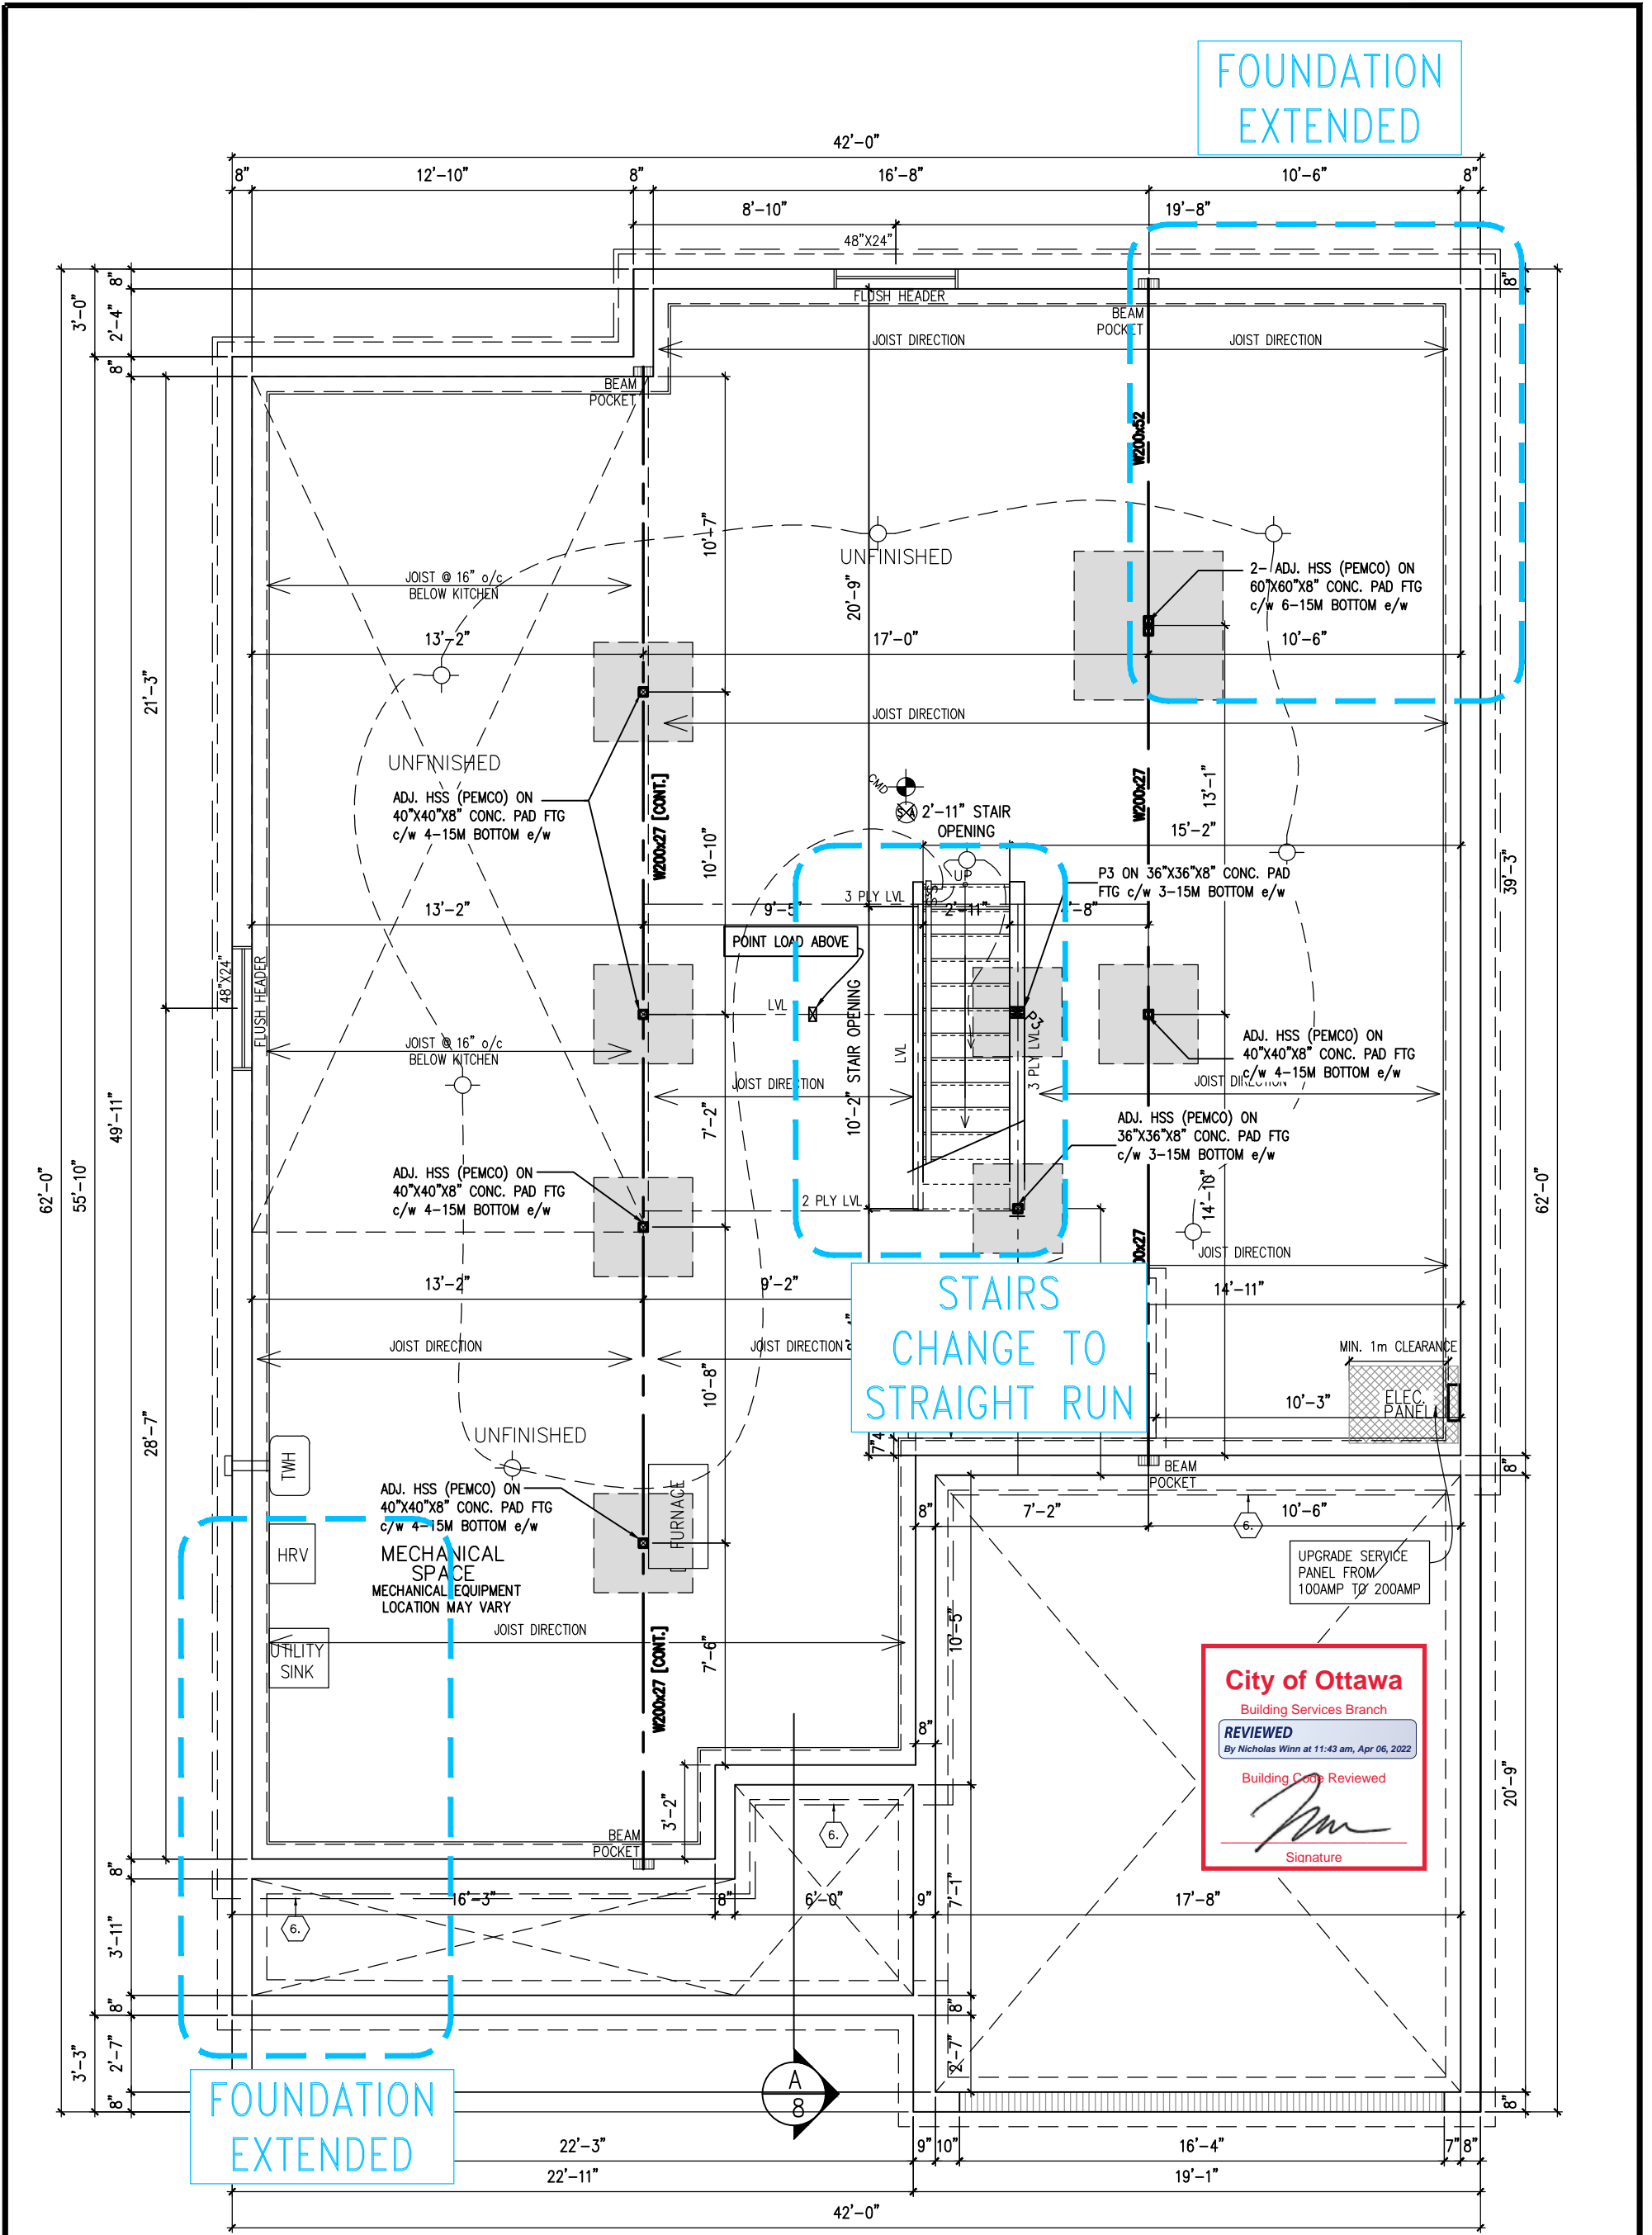 FOUNDATION
EXTENDED
42'-0"
8"
12'-10"
8"
16'-8"
10'-6"
8"
8'-10"
19'-8"
48"X24"
FLUSH HEADER
BEAM
POCKET
8"
3'-0"
2'-4"
8"
8"
JOIST DIRECTION
JOIST DIRECTION
BEAM
POCKET
W200x52
10'-7"
UNFINISHED
20'-9"
JOIST @ 16" o/c
BELOW KITCHEN
2- ADJ. HSS (PEMCO) ON
60"X60"X8" CONC. PAD FTG
c/w 6-15M BOTTOM e/w
13'-2"
17'-0"
10'-6"
21'-3"
JOIST DIRECTION
UNFINISHED
ADJ. HSS (PEMCO) ON
40"X40"X8" CONC. PAD FTG
c/w 4-15M BOTTOM e/w
W200x27 [CONT.]
CMD
SA
2'-11" STAIR
OPENING
W200x27
13'-1"
15'-2"
10'-10"
39'-3"
UP
P3 ON 36"X36"X8" CONC. PAD
FTG c/w 3-15M BOTTOM e/w
3 PLY LVL
13'-2"
9'-5"
2'-11"
POINT LOAD ABOVE
48"X24"
FLUSH HEADER
LVL
10'-2" STAIR OPENING
LVL
P3
3 PLY LVL
JOIST @ 16" o/c
BELOW KITCHEN
ADJ. HSS (PEMCO) ON
40"X40"X8" CONC. PAD FTG
c/w 4-15M BOTTOM e/w
JOIST DIRECTION
JOIST DIRECTION
49'-11"
7'-2"
ADJ. HSS (PEMCO) ON
36"X36"X8" CONC. PAD FTG
c/w 3-15M BOTTOM e/w
62'-0"
55'-10"
ADJ. HSS (PEMCO) ON
40"X40"X8" CONC. PAD FTG
c/w 4-15M BOTTOM e/w
2 PLY LVL
14'-10"
62'-0"
JOIST DIRECTION
13'-2"
9'-2"
14'-11"
STAIRS
CHANGE TO
STRAIGHT RUN
JOIST DIRECTION
JOIST DIRECTION
MIN. 1m CLEARANCE
10'-8"
10'-3"
ELEC.
PANEL
28'-7"
UNFINISHED
TWH
BEAM
POCKET
8"
ADJ. HSS (PEMCO) ON
40"X40"X8" CONC. PAD FTG
c/w 4-15M BOTTOM e/w
FURNACE
8"
7'-2"
10'-6"
6.
HRV
MECHANICAL
SPACE
MECHANICAL EQUIPMENT
LOCATION MAY VARY
UPGRADE SERVICE
PANEL FROM
100AMP TO 200AMP
UTILITY
SINK
JOIST DIRECTION
W200x27 [CONT.]
7'-6"
10'-5"
8"
City of Ottawa
Building Services Branch
REVIEWED
By Nicholas Winn at 11:43 am, Apr 06, 2022
Building Code Reviewed
Signature
20'-9"
3'-2"
6.
BEAM
POCKET
8"
16'-3"
8"
6'-0"
9"
7'-1"
17'-8"
6.
3'-11"
8"
8"
3'-3"
2'-7"
2'-7"
8"
A
8
8"
FOUNDATION
EXTENDED
22'-3"
9"
10"
16'-4"
7"
8"
22'-11"
19'-1"
42'-0"